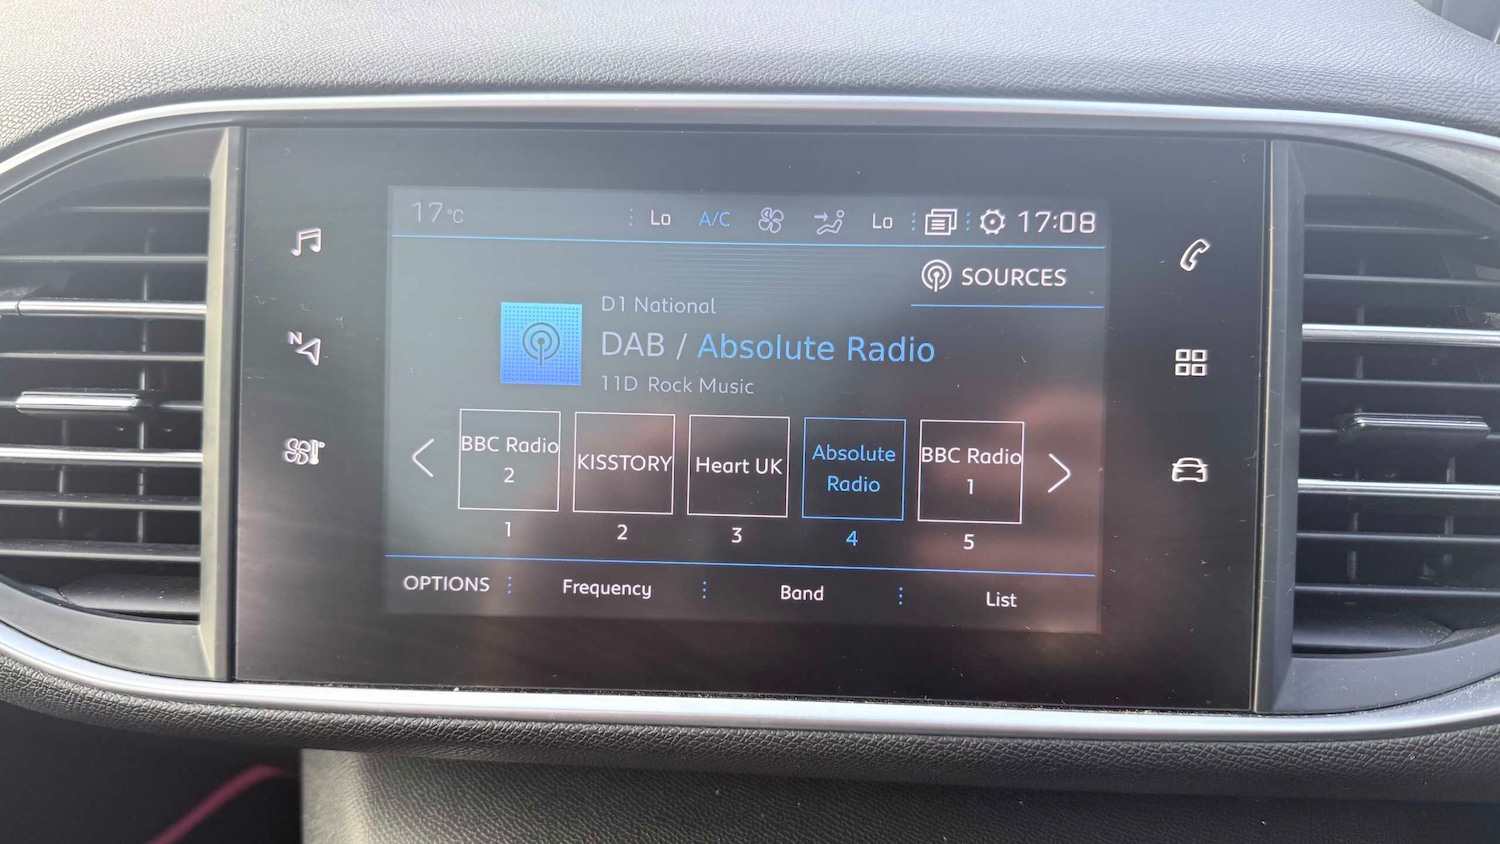 17 °C Lo A/C Lo 17:08
SOURCES
D1 National
DAB / Absolute Radio
11D Rock Music
BBC Radio
2
KISSTORY
Heart UK
Absolute
Radio
BBC Radio
1
1 2 3 4 5
OPTIONS Frequency Band List
N